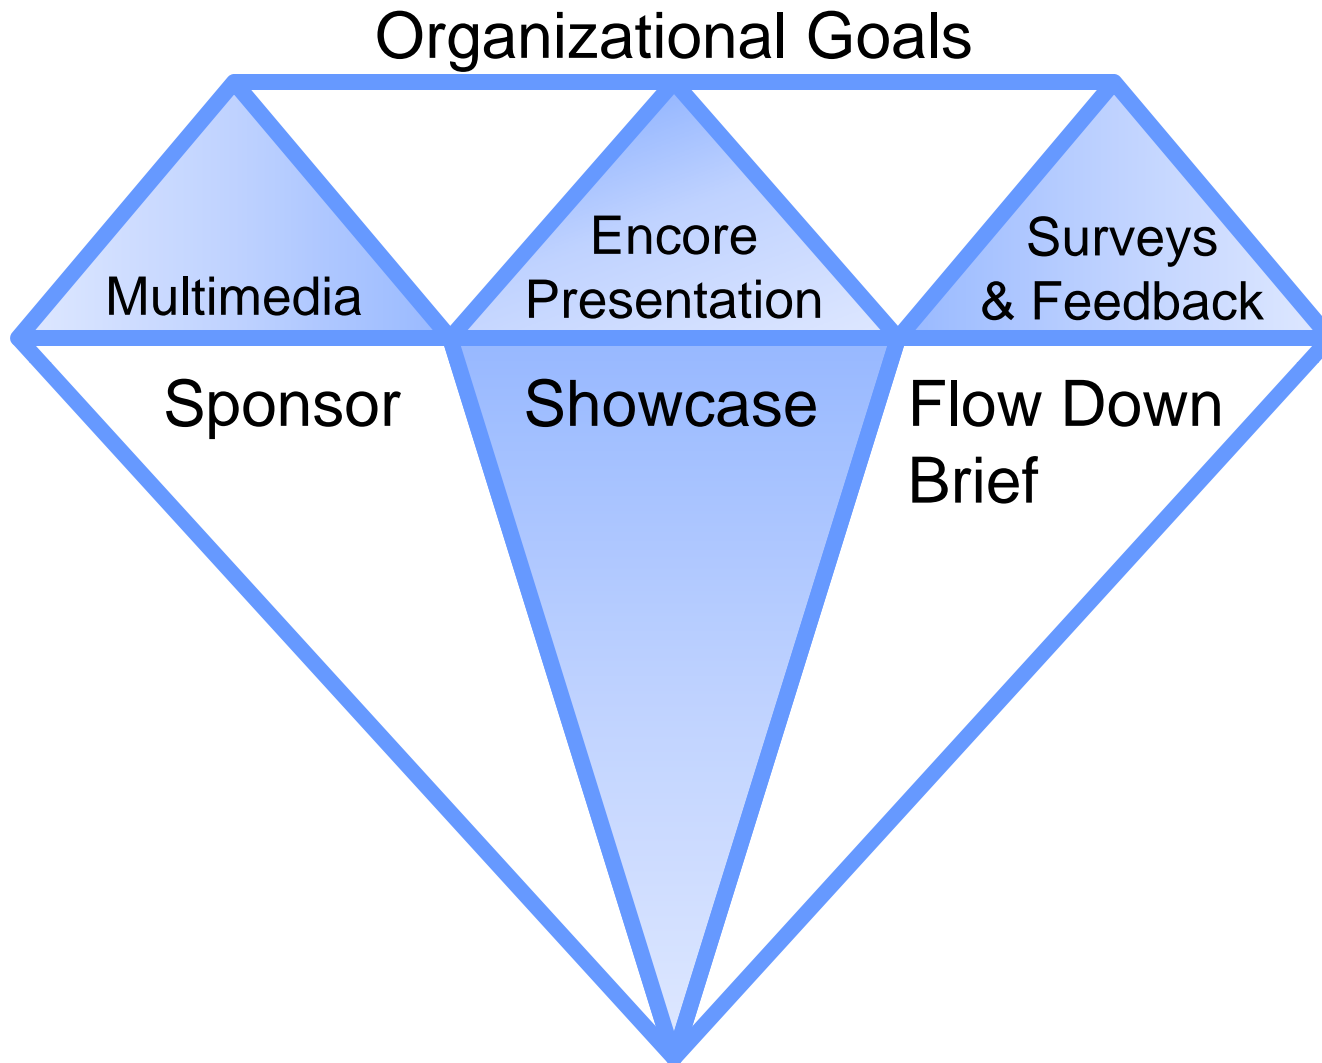 Organizational Goals
Multimedia
Encore
Presentation
Surveys
& Feedback
Sponsor
Showcase
Flow Down
Brief